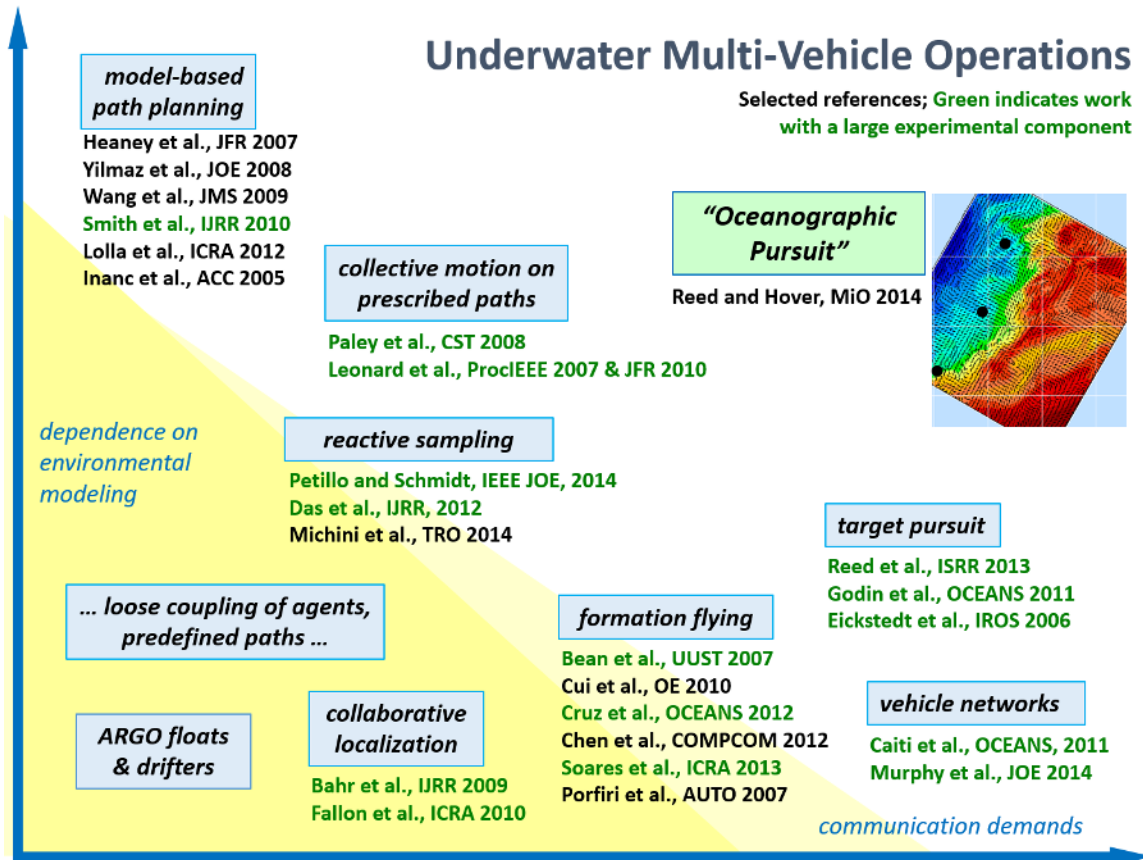 Underwater Multi-Vehicle Operations
Selected references; Green indicates work
with a large experimental component
model-based
path planning
Heaney et al., JFR 2007
Yilmaz et al., JOE 2008
Wang et al., JMS 2009
Smith et al., IJRR 2010
Lolla et al., ICRA 2012
Inanc et al., ACC 2005
"Oceanographic
Pursuit"
Reed and Hover, MiO 2014
collective motion on
prescribed paths
Paley et al., CST 2008
Leonard et al., ProcIEEE 2007 & JFR 2010
dependence on
environmental
modeling
reactive sampling
Petillo and Schmidt, IEEE JOE, 2014
Das et al., IJRR, 2012
Michini et al., TRO 2014
target pursuit
Reed et al., ISRR 2013
Godin et al., OCEANS 2011
Eickstedt et al., IROS 2006
... loose coupling of agents,
predefined paths ...
formation flying
Bean et al., UUST 2007
Cui et al., OE 2010
Cruz et al., OCEANS 2012
Chen et al., COMPCOM 2012
Soares et al., ICRA 2013
Porfiri et al., AUTO 2007
vehicle networks
Caiti et al., OCEANS, 2011
Murphy et al., JOE 2014
ARGO floats
& drifters
collaborative
localization
Bahr et al., IJRR 2009
Fallon et al., ICRA 2010
communication demands